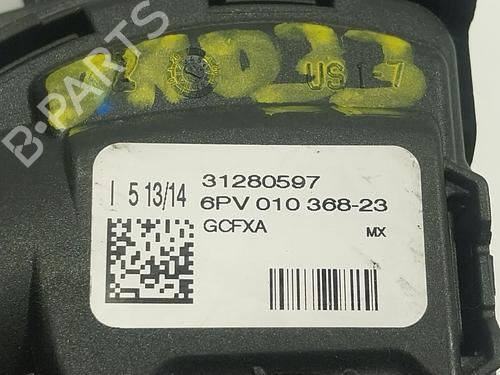 B-PARTS
US 1-7
| 5 13/14
31280597
6PV 010 368-23
GCFXA
MX